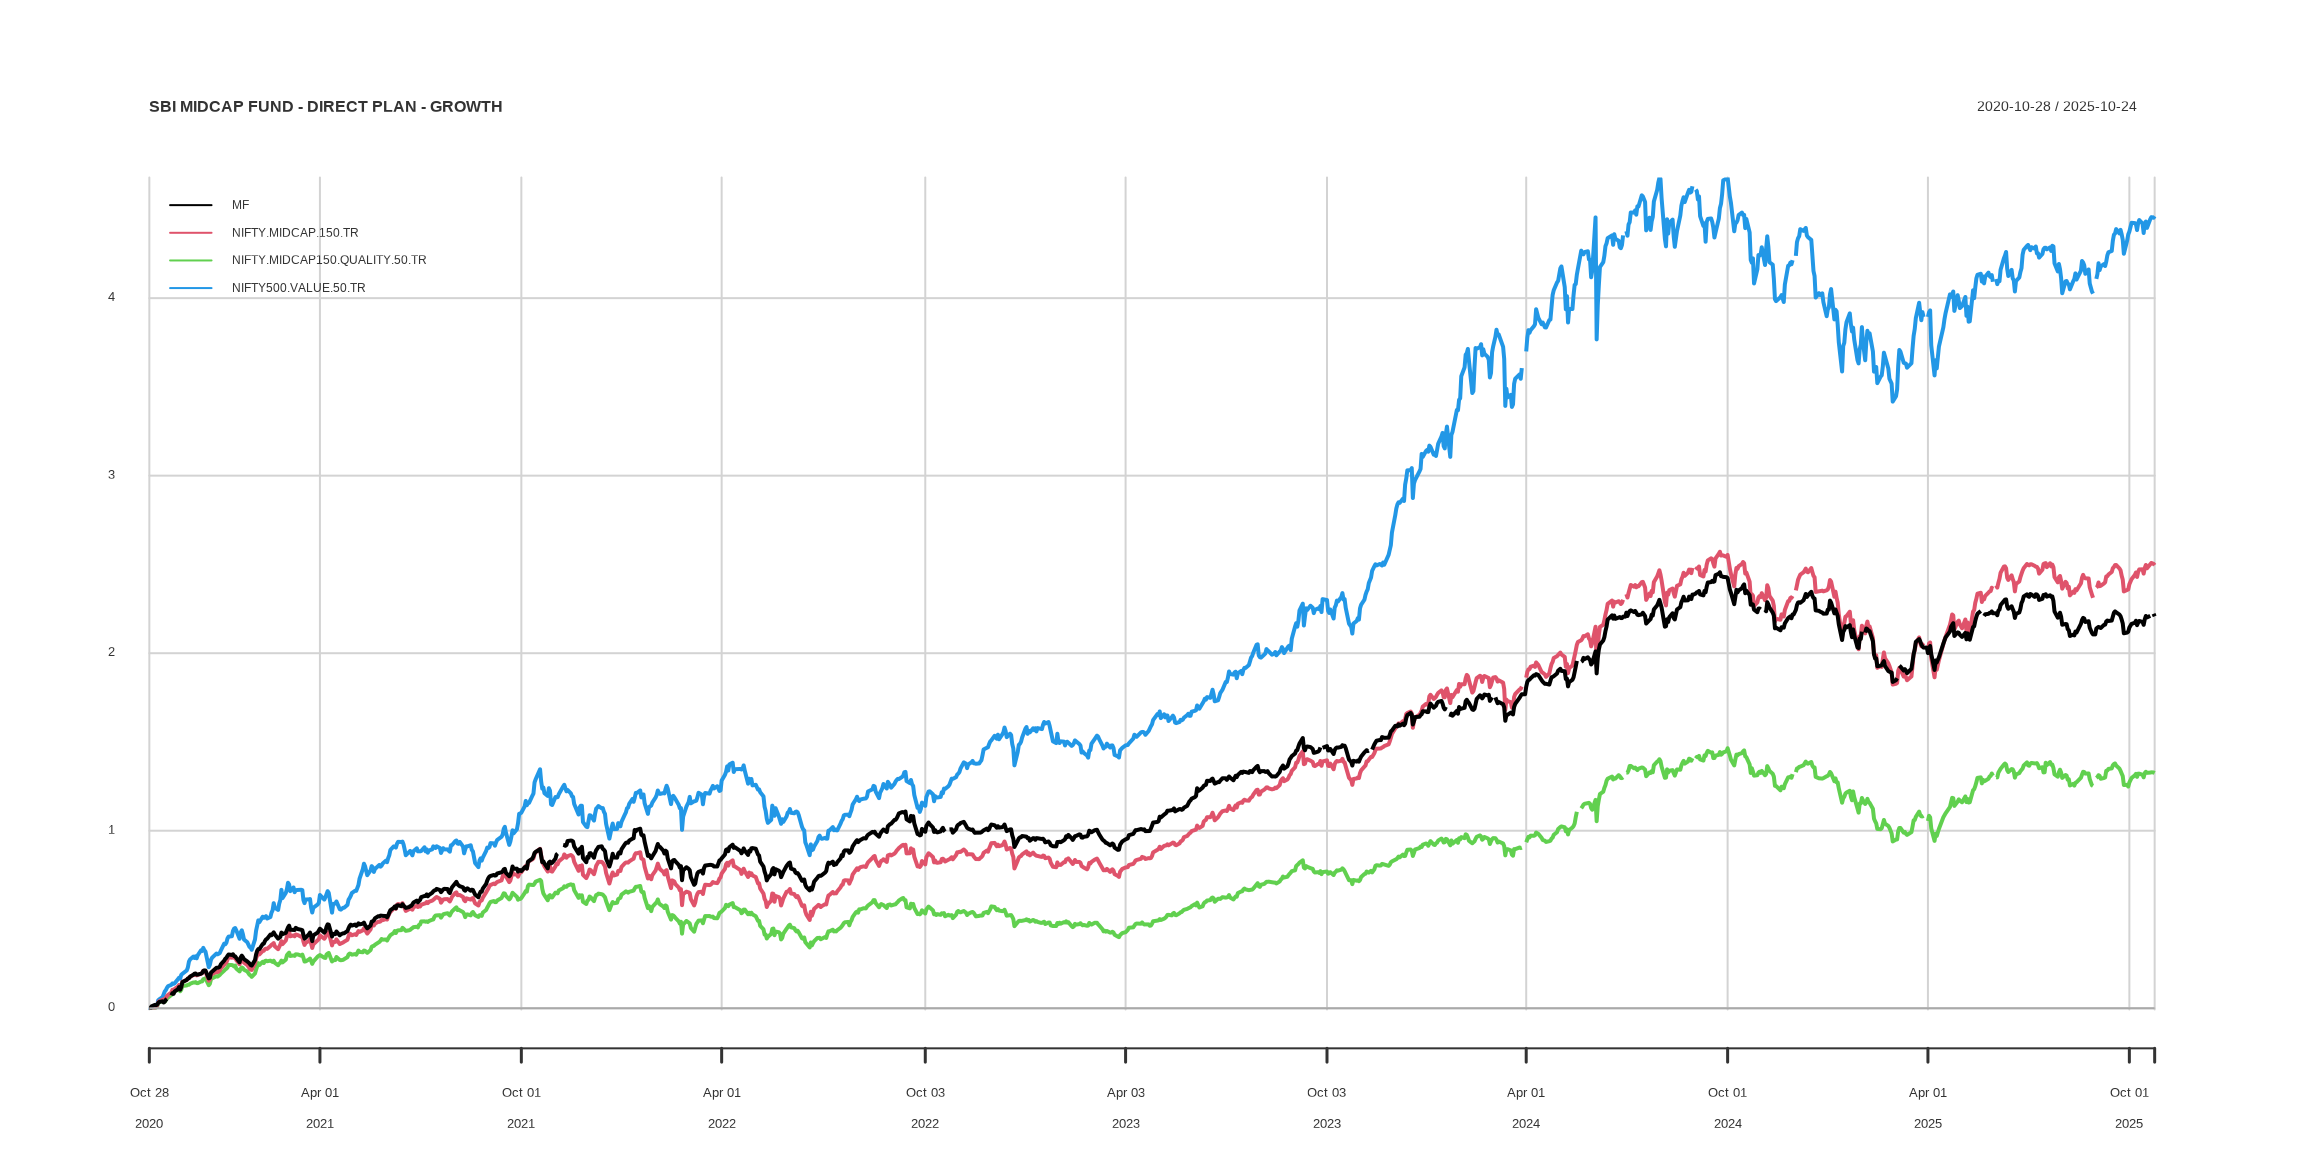 SBI MIDCAP FUND - DIRECT PLAN - GROWTH
2020-10-28 / 2025-10-24
MF
NIFTY.MIDCAP.150.TR
NIFTY.MIDCAP150.QUALITY.50.TR
NIFTY500.VALUE.50.TR
4
3
2
1
0
Oct 28 Apr 01 Oct 01 Apr 01 Oct 03 Apr 03 Oct 03 Apr 01 Oct 01 Apr 01 Oct 01
2020 2021 2021 2022 2022 2023 2023 2024 2024 2025 2025